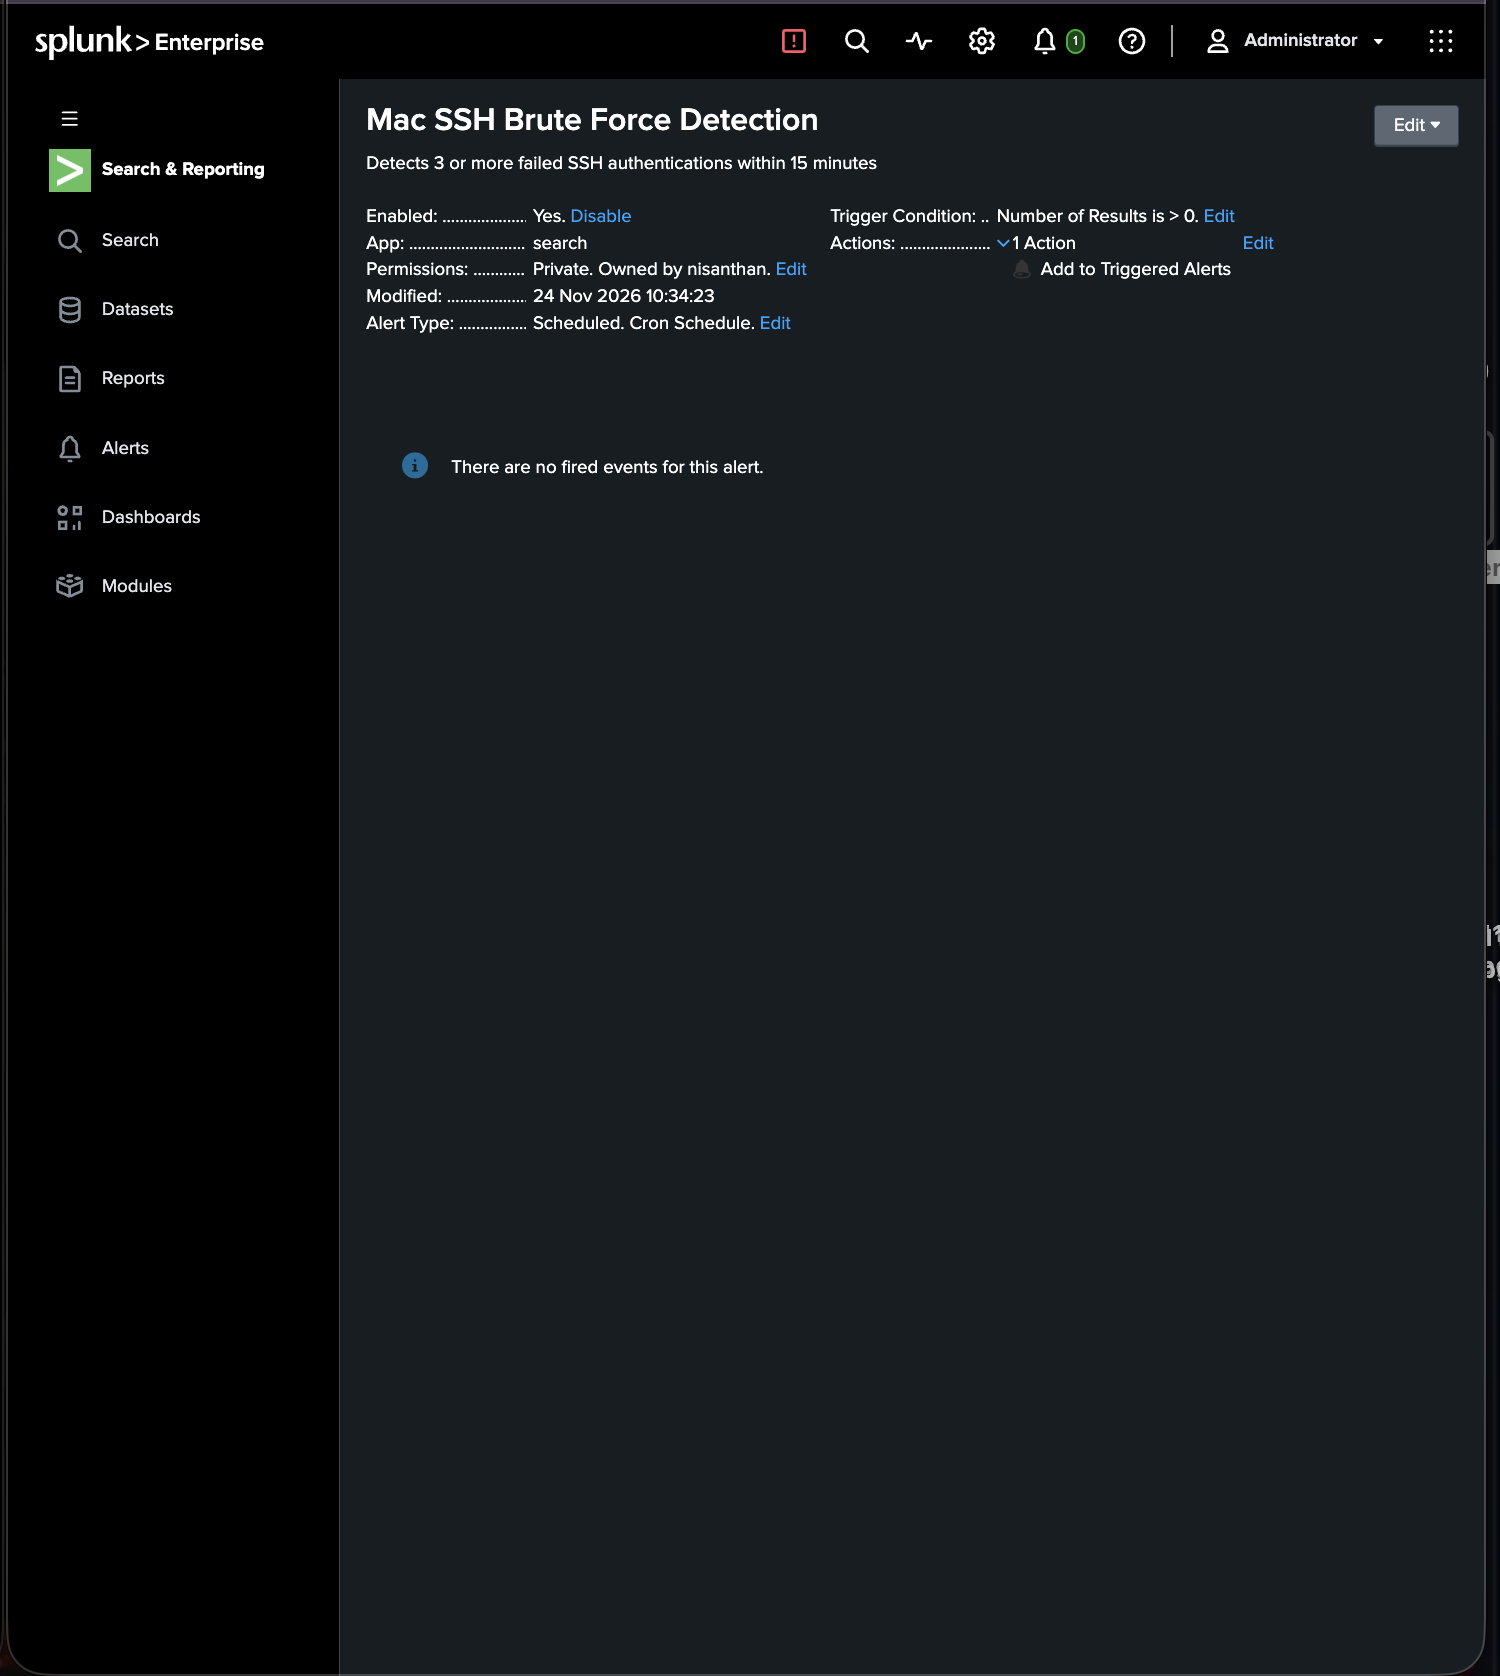 splunk> Enterprise
1
Administrator
Search & Reporting
Search
Datasets
Reports
Alerts
Dashboards
Modules
Mac SSH Brute Force Detection
Edit
Detects 3 or more failed SSH authentications within 15 minutes
Enabled: .................... Yes. Disable
App: ............................ search
Permissions: ............ Private. Owned by nisanthan. Edit
Modified: ................... 24 Nov 2026 10:34:23
Alert Type: ................ Scheduled. Cron Schedule. Edit
Trigger Condition: .. Number of Results is > 0. Edit
Actions: ...................... 1 Action Edit
Add to Triggered Alerts
There are no fired events for this alert.